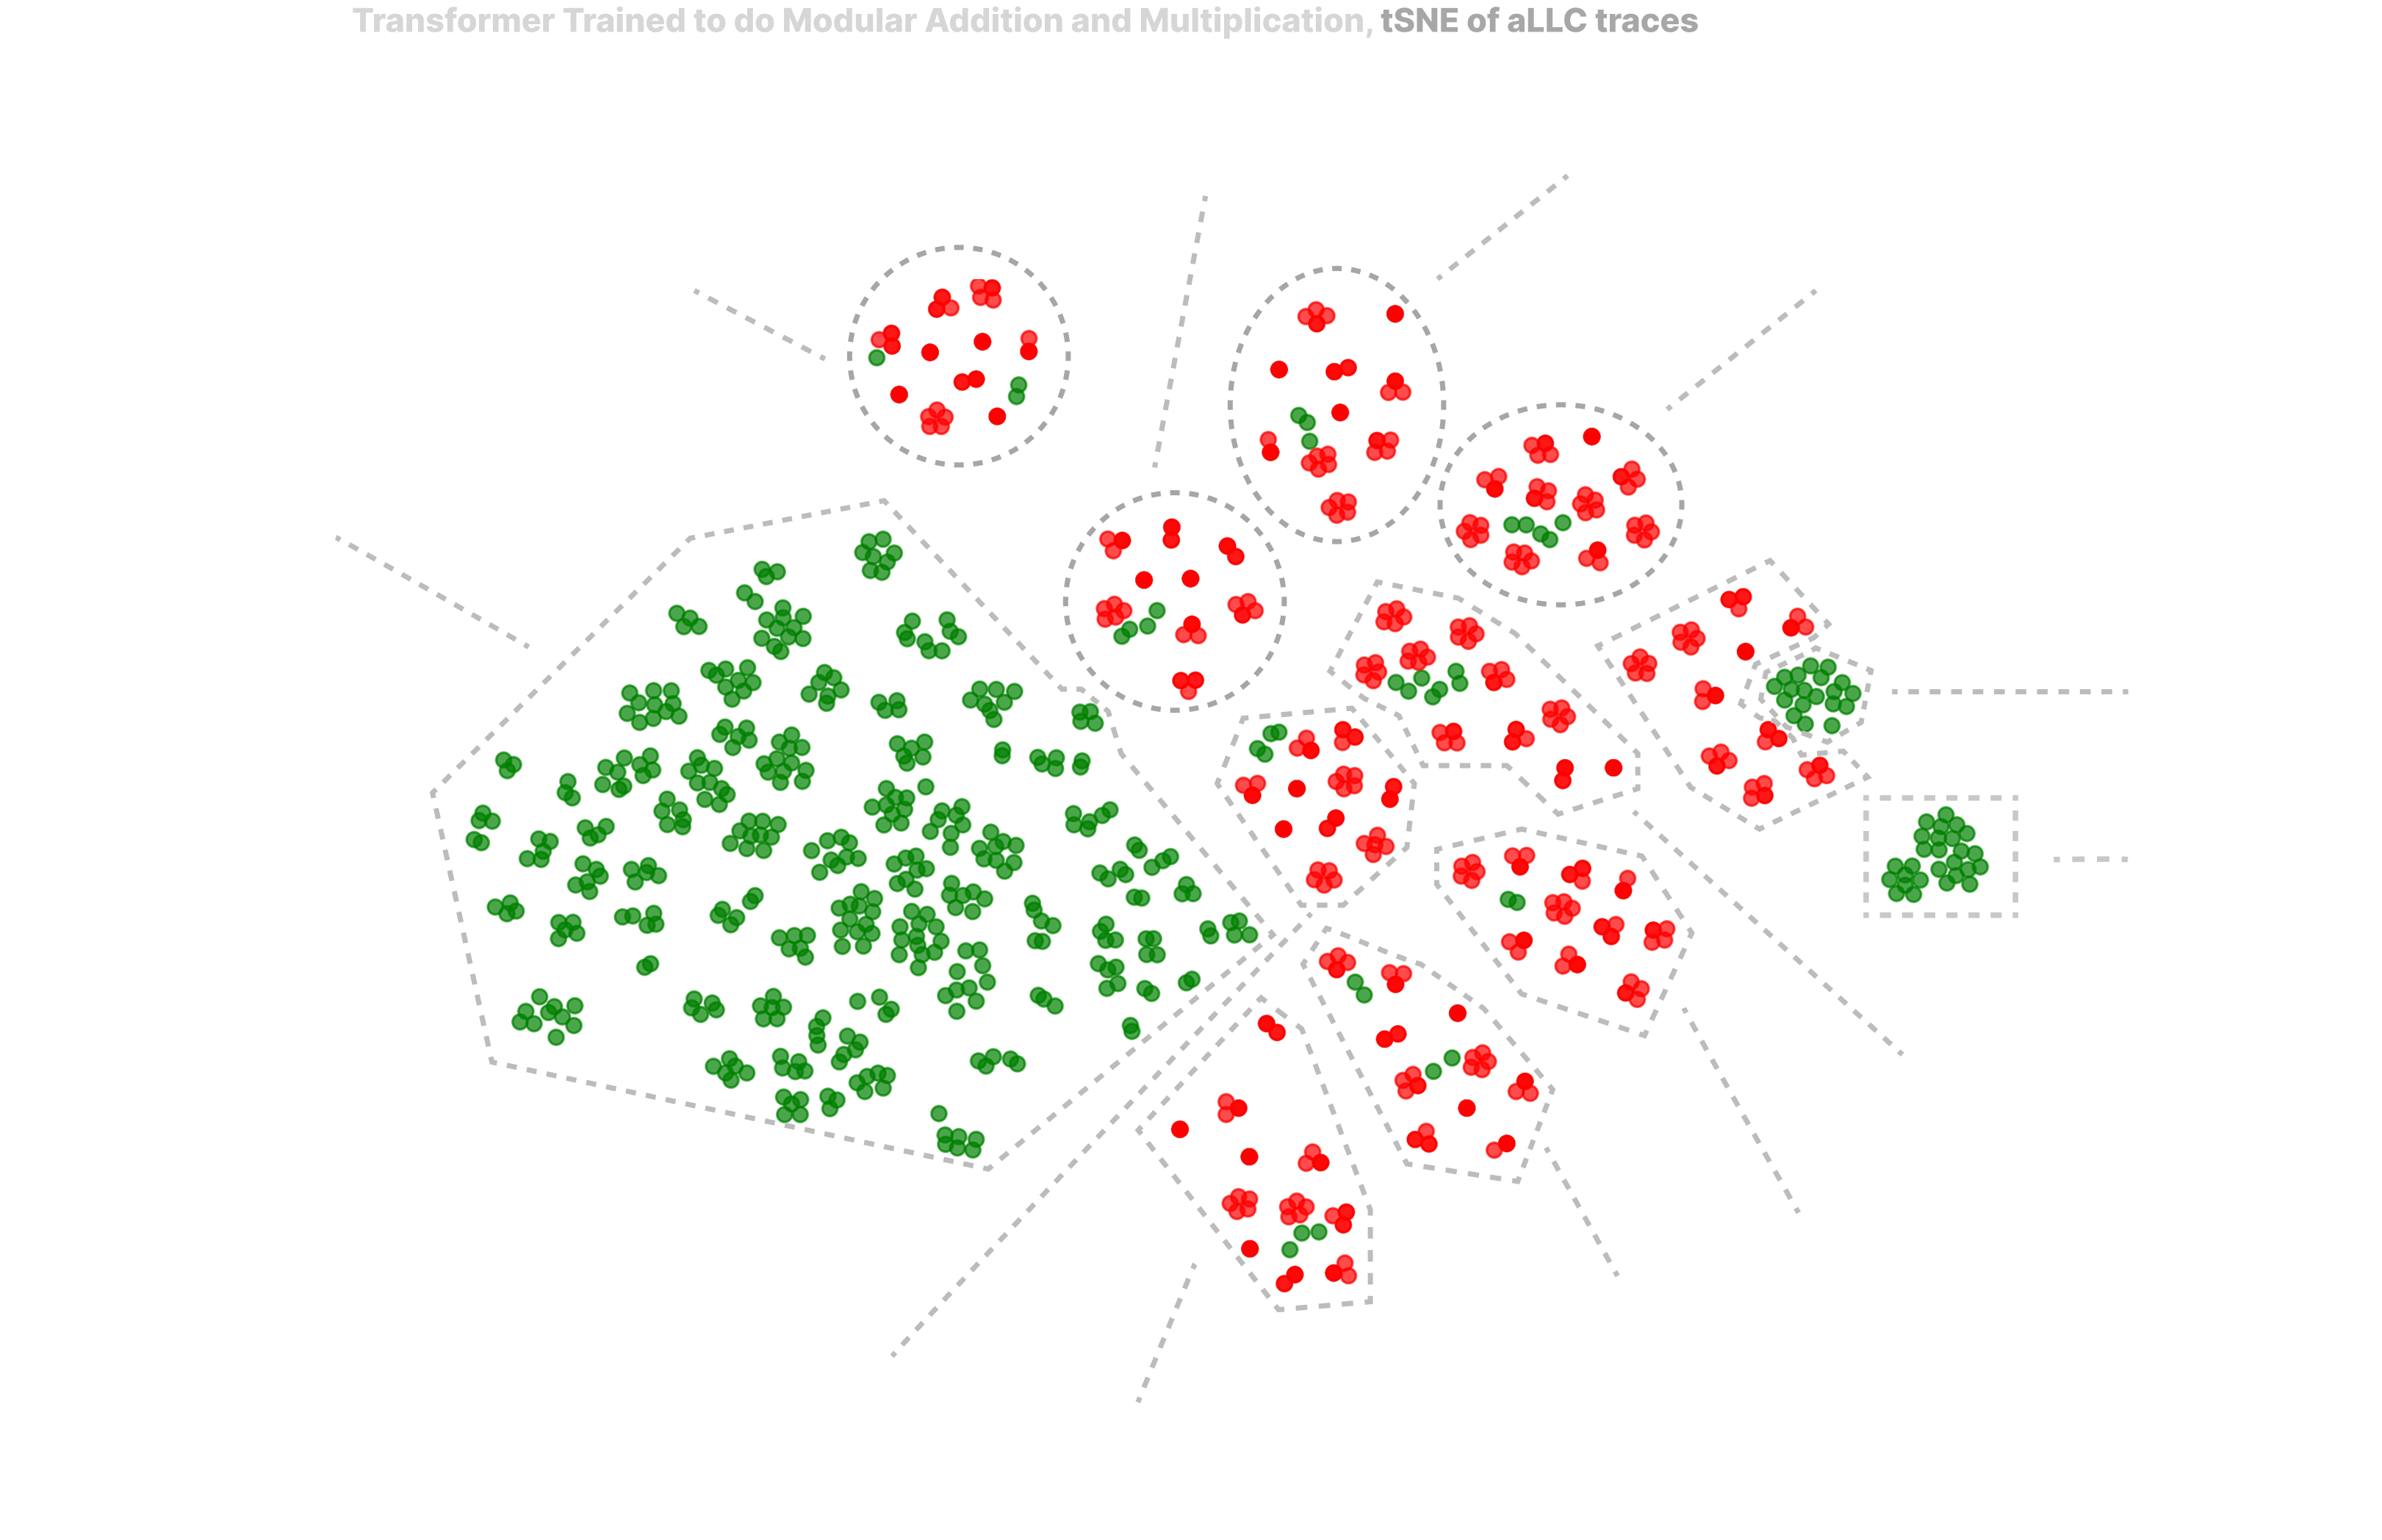 Transformer Trained to do Modular Addition and Multiplication, tSNE of aLLC traces